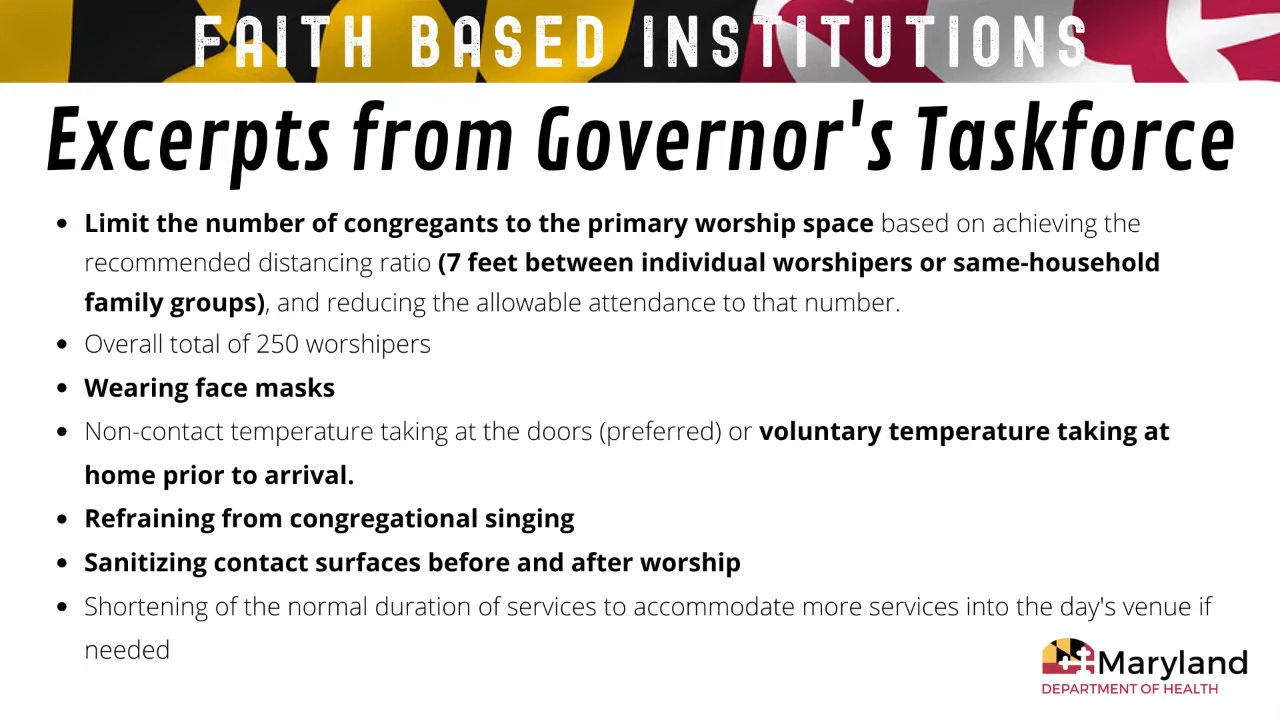 FAITH BASED INSTITUTIONS
Excerpts from Governor's Taskforce
• Limit the number of congregants to the primary worship space based on achieving the
recommended distancing ratio (7 feet between individual worshipers or same-household
family groups), and reducing the allowable attendance to that number.
• Overall total of 250 worshipers
• Wearing face masks
• Non-contact temperature taking at the doors (preferred) or voluntary temperature taking at
home prior to arrival.
• Refraining from congregational singing
• Sanitizing contact surfaces before and after worship
• Shortening of the normal duration of services to accommodate more services into the day's venue if
needed
Maryland
DEPARTMENT OF HEALTH